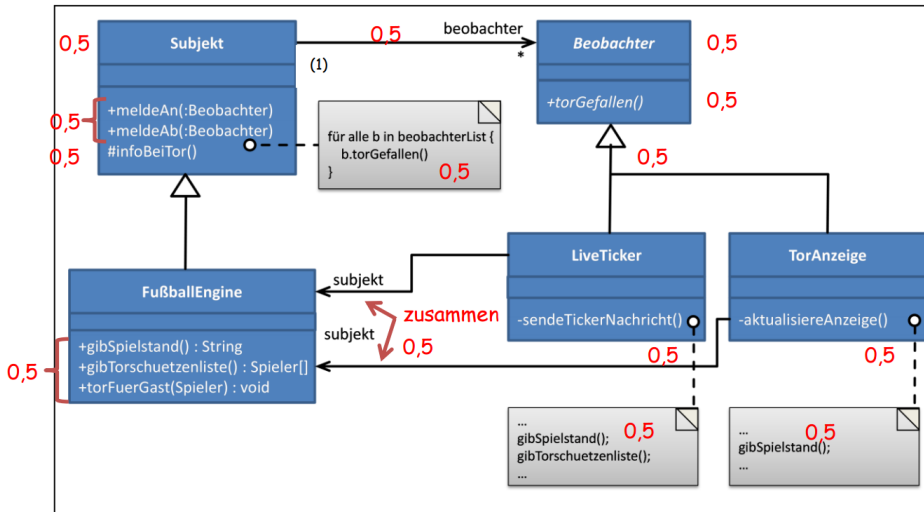 0,5
Subjekt
(1)
0,5
beobachter
*
Beobachter
0,5
0,5
+meldeAn(:Beobachter)
+meldeAb(:Beobachter)
0,5
#infoBeiTor()
für alle b in beobachterList {
b.torGefallen()
}
0,5
+torGefallen()
0,5
0,5
FußballEngine
0,5
+gibSpielstand() : String
+gibTorschuetzenliste() : Spieler[]
+torFuerGast(Spieler) : void
subjekt
subjekt
zusammen
0,5
LiveTicker
-sendeTickerNachricht()
0,5
TorAnzeige
-aktualisiereAnzeige()
0,5
...
gibSpielstand();
gibTorschuetzenliste;
...
0,5
...
gibSpielstand();
...
0,5